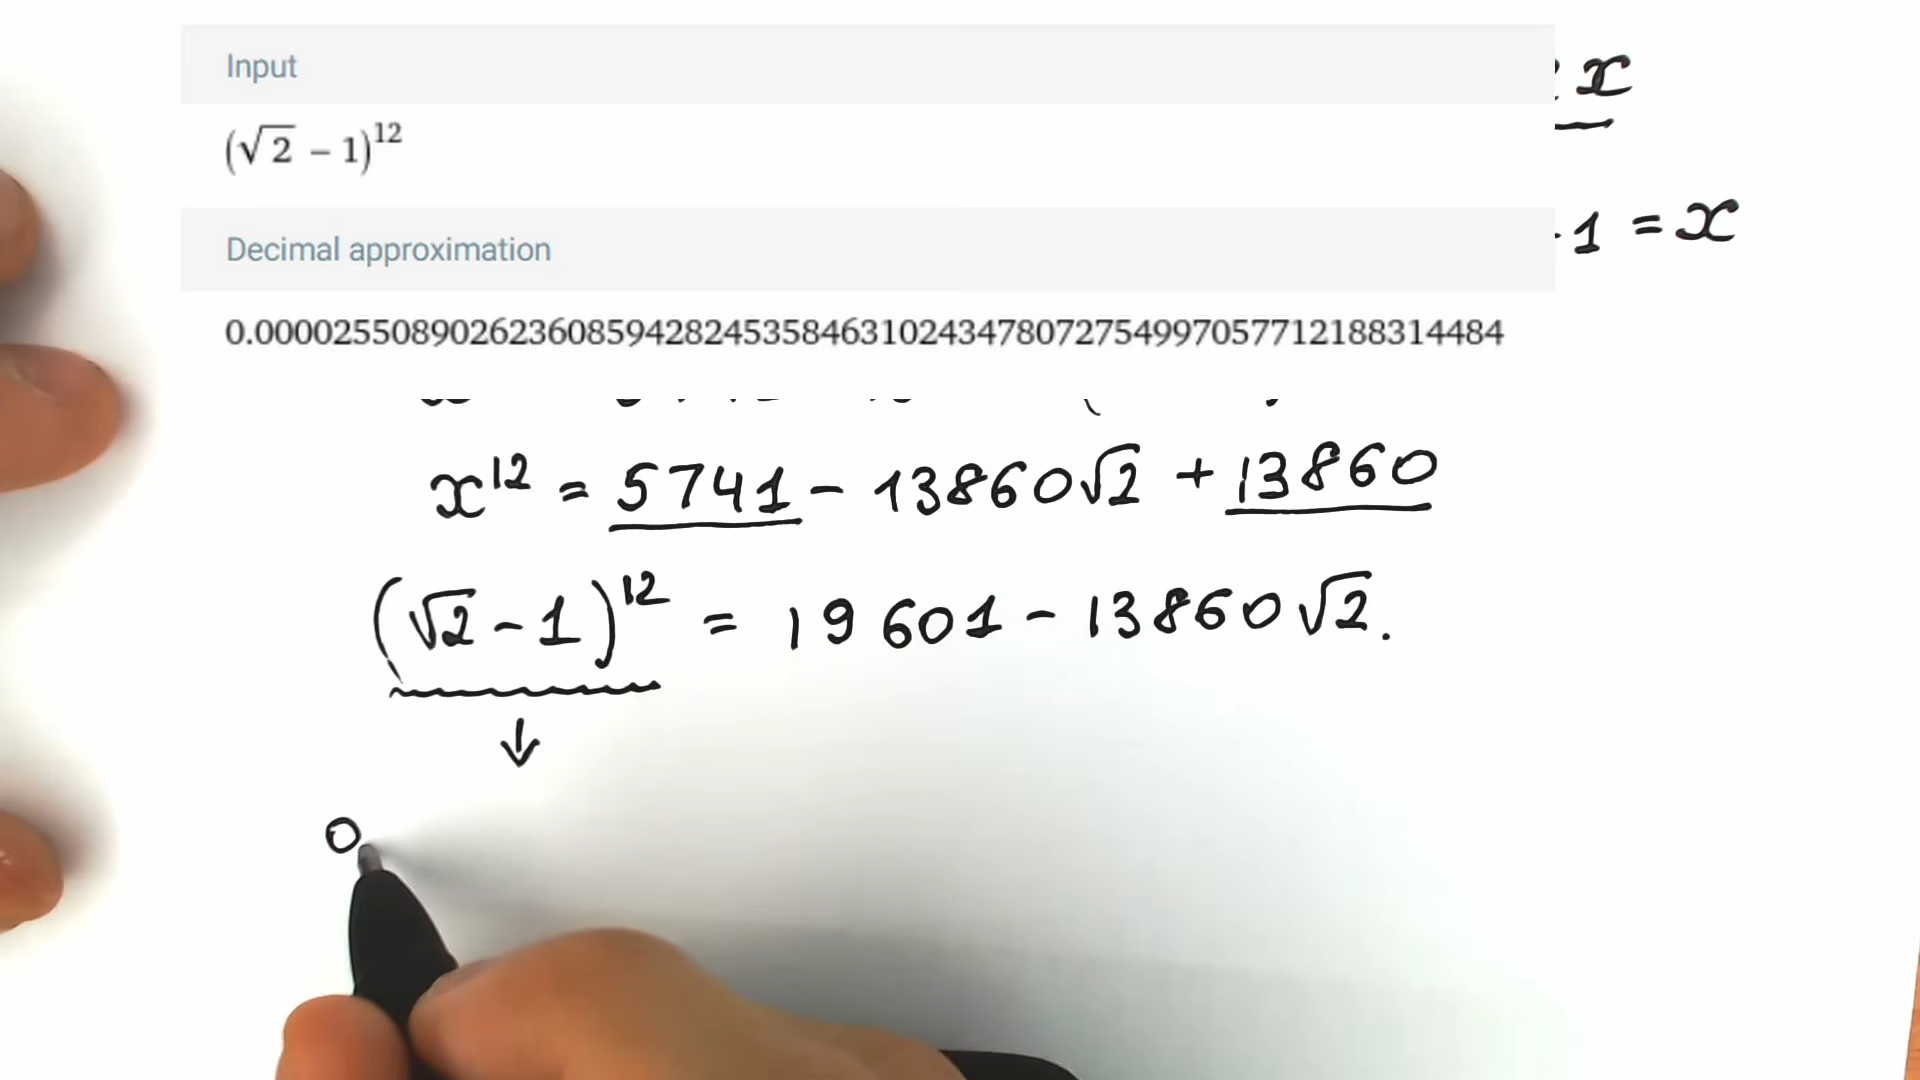 Input
x
(√2 − 1)^12
- 1 = x
Decimal approximation
0.000025508902623608594282453584631024347807275499705771218831448​4
x^12 = 5741 - 13860√2 + 13860
(√2 - 1)^12 = 19601 - 13860√2.
↓
0